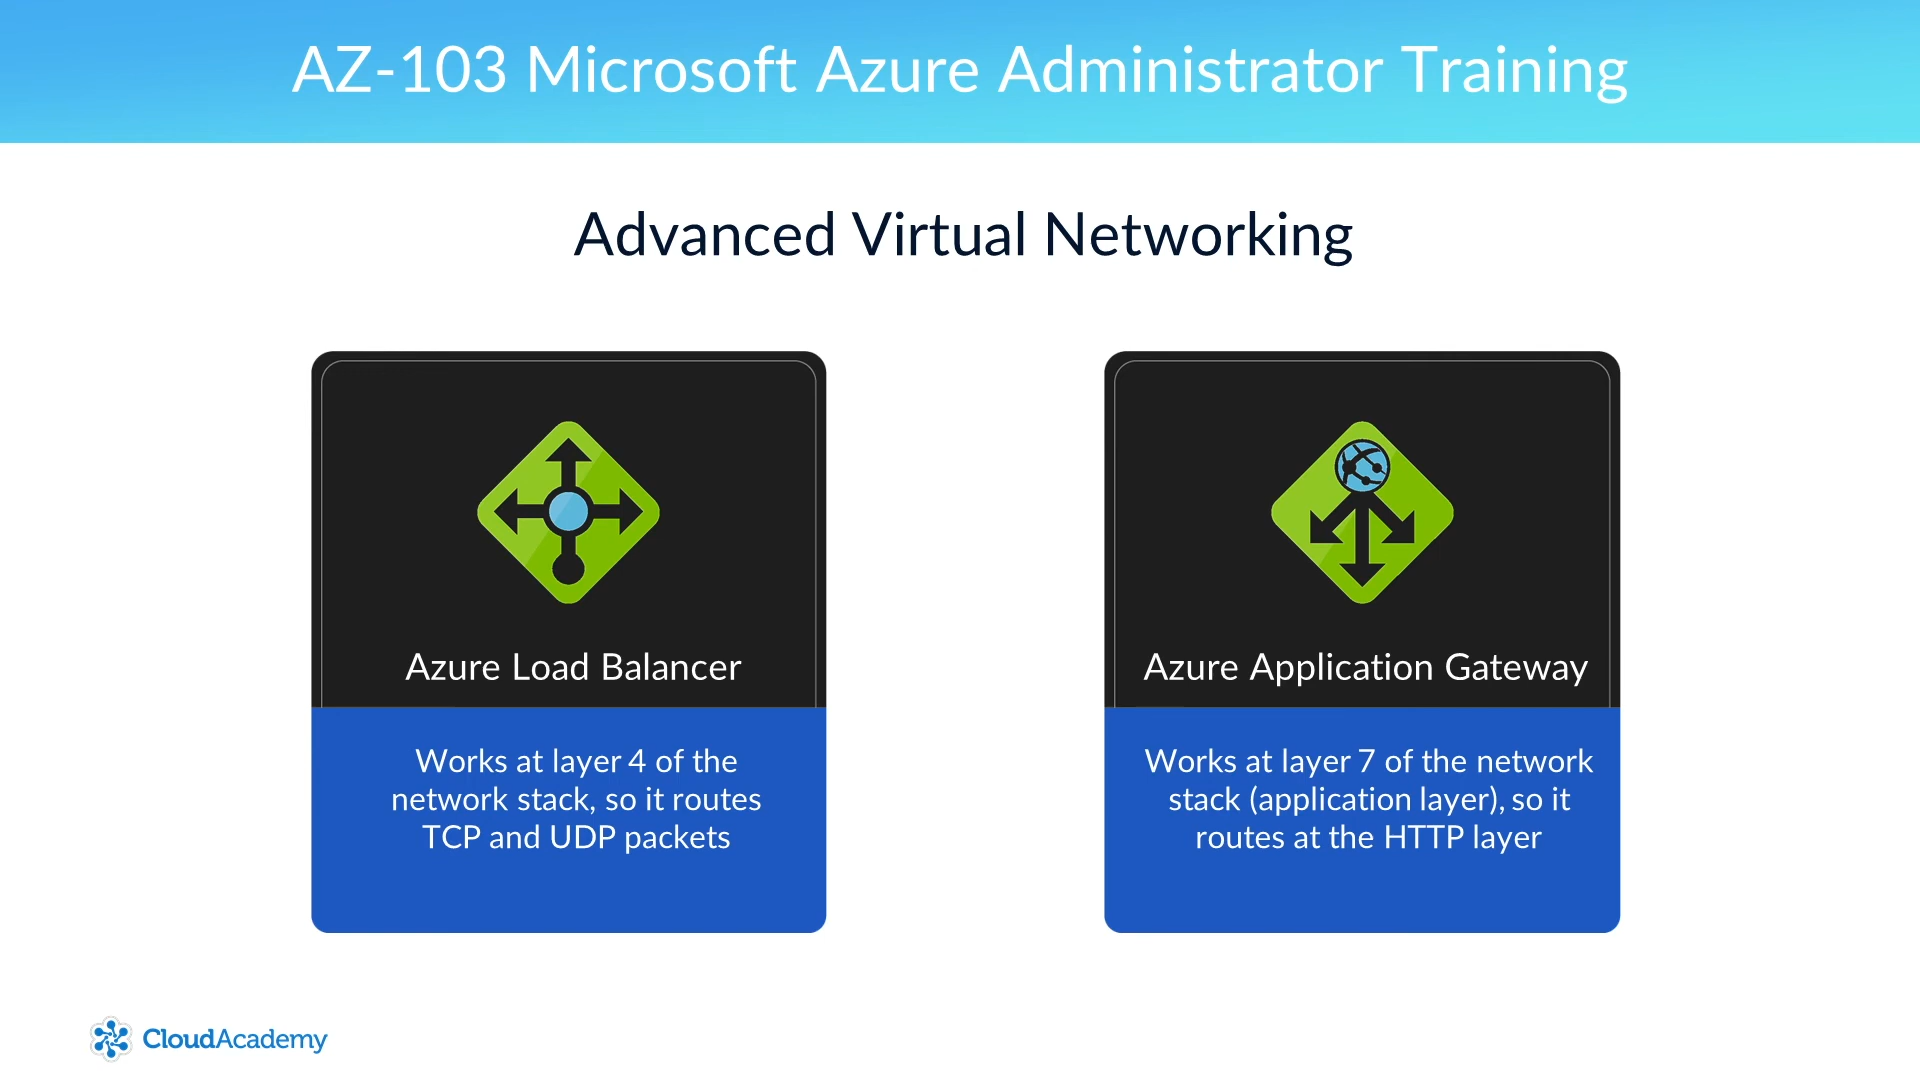 AZ-103 Microsoft Azure Administrator Training
Advanced Virtual Networking
Azure Load Balancer
Works at layer 4 of the
network stack, so it routes
TCP and UDP packets
Azure Application Gateway
Works at layer 7 of the network
stack (application layer), so it
routes at the HTTP layer
CloudAcademy